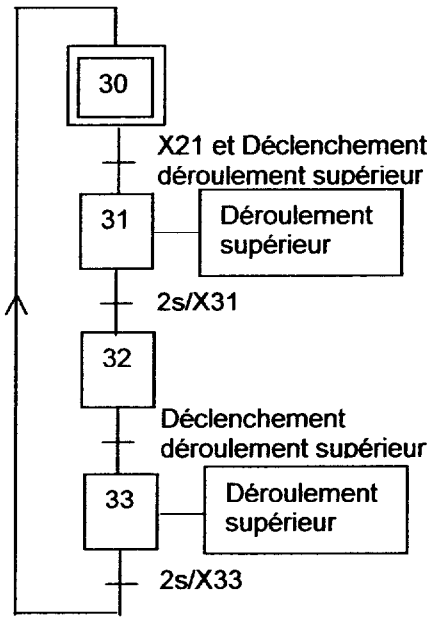 30
X21 et Déclenchement
déroulement supérieur
31
Déroulement
supérieur
2s/X31
32
Déclenchement
déroulement supérieur
33
Déroulement
supérieur
2s/X33